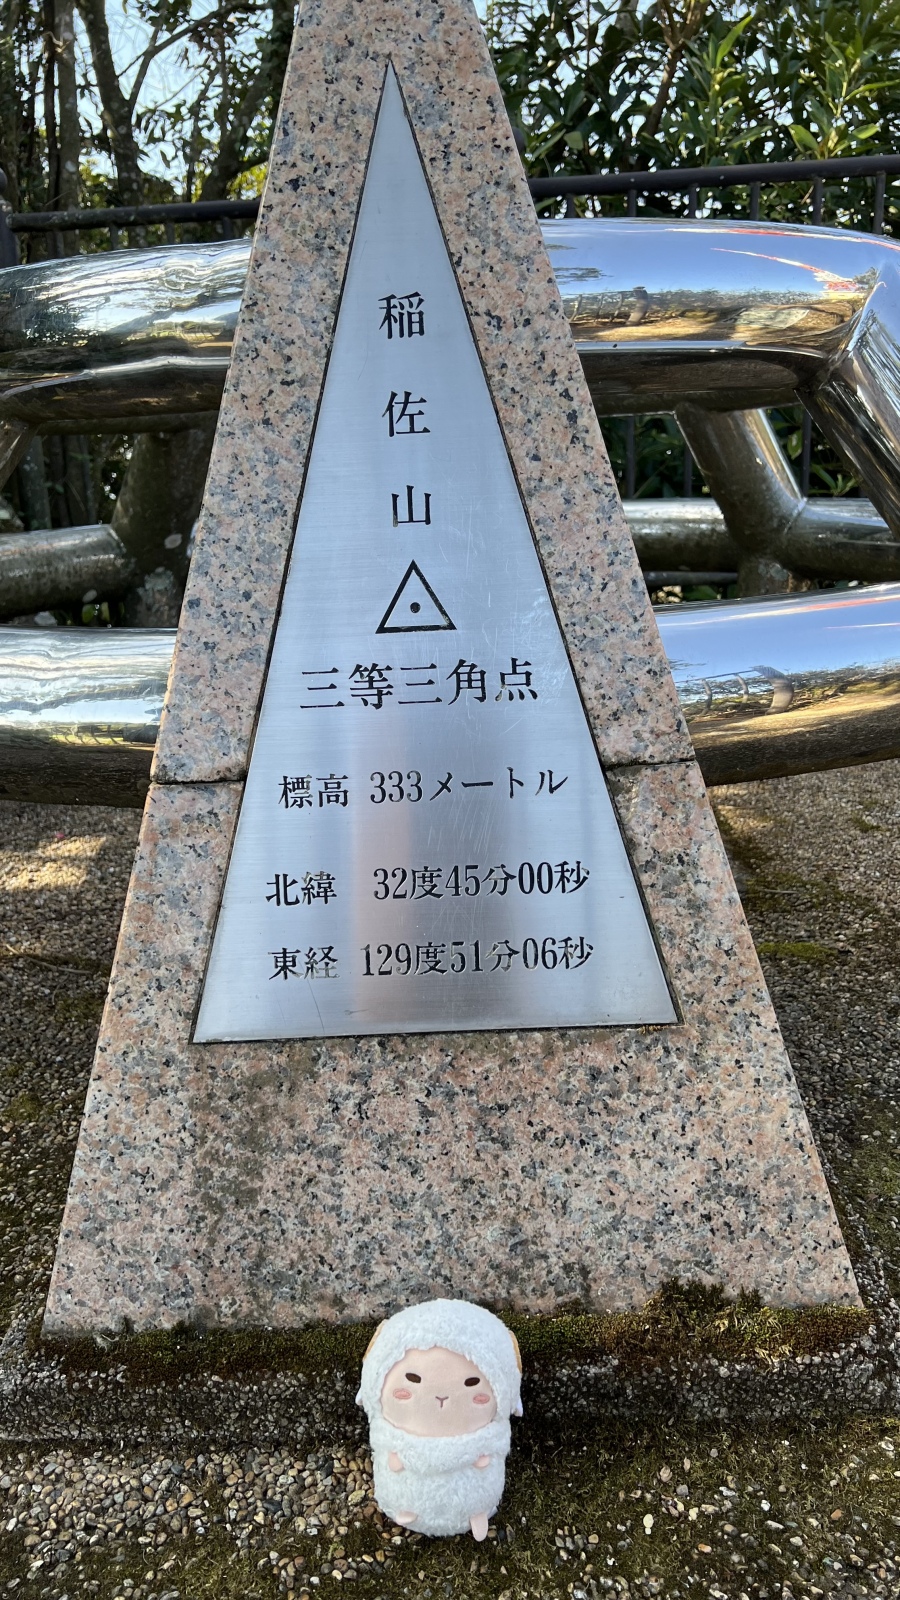 稲佐山
三等三角点
標高 333メートル
北緯 32度45分00秒
東経 129度51分06秒